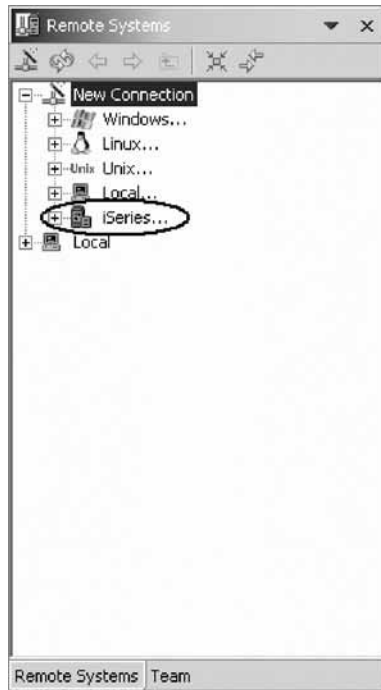 Remote Systems
New Connection
Windows...
Linux...
Unix Unix...
Local...
iSeries...
Local
Remote Systems Team